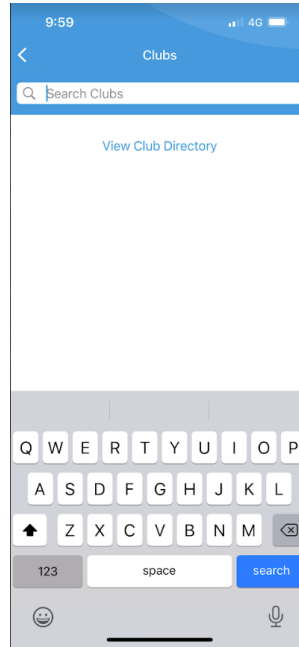 9:59
4G
Clubs
Search Clubs
View Club Directory
Q W E R T Y U I O P
A S D F G H J K L
Z X C V B N M
123 space search